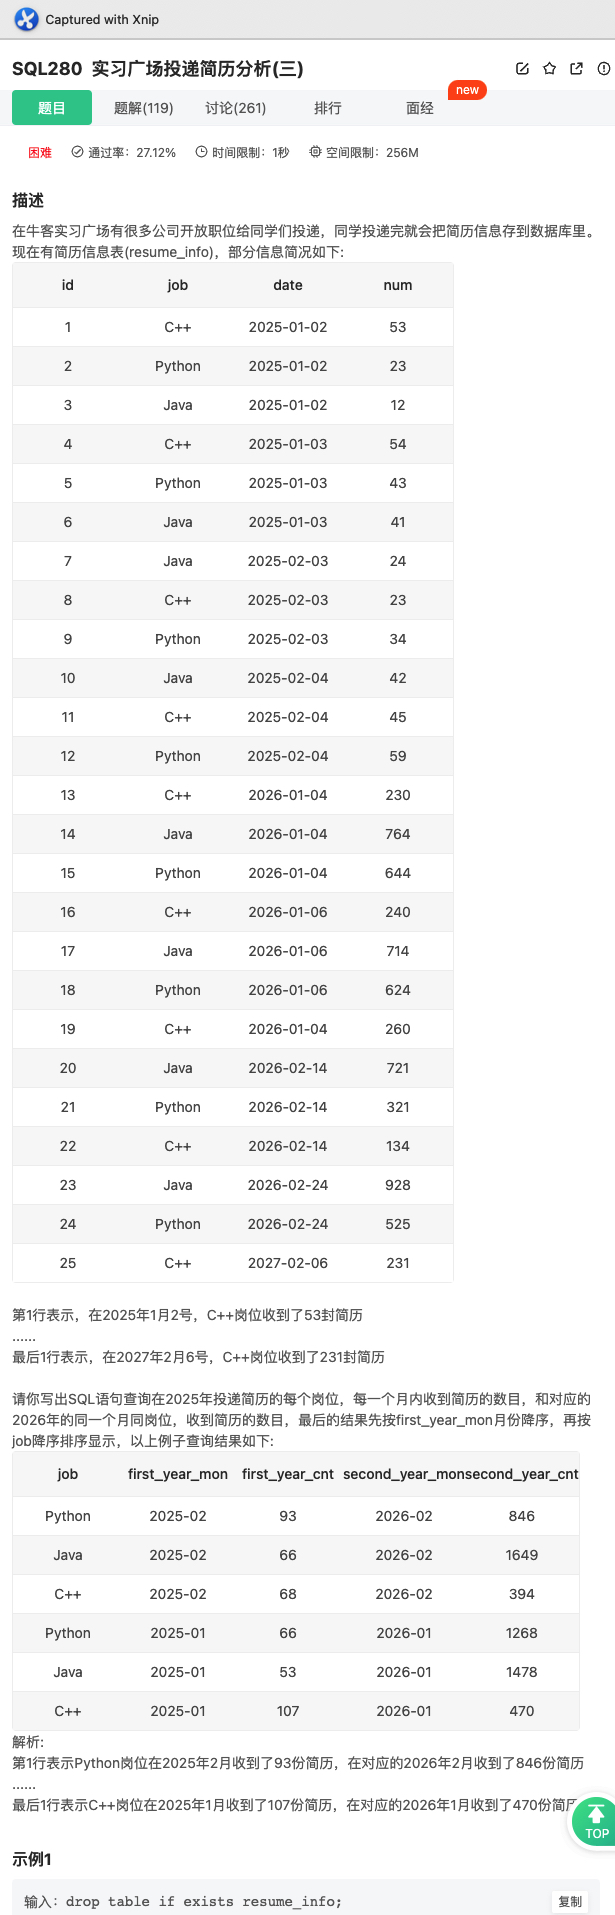 Captured with Xnip
SQL280 实习广场投递简历分析(三)
题目 题解(119) 讨论(261) 排行 面经 new
困难 通过率：27.12% 时间限制：1秒 空间限制：256M
描述
在牛客实习广场有很多公司开放职位给同学们投递，同学投递完就会把简历信息存到数据库里。
现在有简历信息表(resume_info)，部分信息简况如下:
id job date num
1 C++ 2025-01-02 53
2 Python 2025-01-02 23
3 Java 2025-01-02 12
4 C++ 2025-01-03 54
5 Python 2025-01-03 43
6 Java 2025-01-03 41
7 Java 2025-02-03 24
8 C++ 2025-02-03 23
9 Python 2025-02-03 34
10 Java 2025-02-04 42
11 C++ 2025-02-04 45
12 Python 2025-02-04 59
13 C++ 2026-01-04 230
14 Java 2026-01-04 764
15 Python 2026-01-04 644
16 C++ 2026-01-06 240
17 Java 2026-01-06 714
18 Python 2026-01-06 624
19 C++ 2026-01-04 260
20 Java 2026-02-14 721
21 Python 2026-02-14 321
22 C++ 2026-02-14 134
23 Java 2026-02-24 928
24 Python 2026-02-24 525
25 C++ 2027-02-06 231
第1行表示，在2025年1月2号，C++岗位收到了53封简历
......
最后1行表示，在2027年2月6号，C++岗位收到了231封简历
请你写出SQL语句查询在2025年投递简历的每个岗位，每一个月内收到简历的数目，和对应的
2026年的同一个月同岗位，收到简历的数目，最后的结果先按first_year_mon月份降序，再按
job降序排序显示，以上例子查询结果如下:
job first_year_mon first_year_cnt second_year_mon second_year_cnt
Python 2025-02 93 2026-02 846
Java 2025-02 66 2026-02 1649
C++ 2025-02 68 2026-02 394
Python 2025-01 66 2026-01 1268
Java 2025-01 53 2026-01 1478
C++ 2025-01 107 2026-01 470
解析:
第1行表示Python岗位在2025年2月收到了93份简历，在对应的2026年2月收到了846份简历
......
最后1行表示C++岗位在2025年1月收到了107份简历，在对应的2026年1月收到了470份简历
TOP
示例1
输入：drop table if exists resume_info; 复制